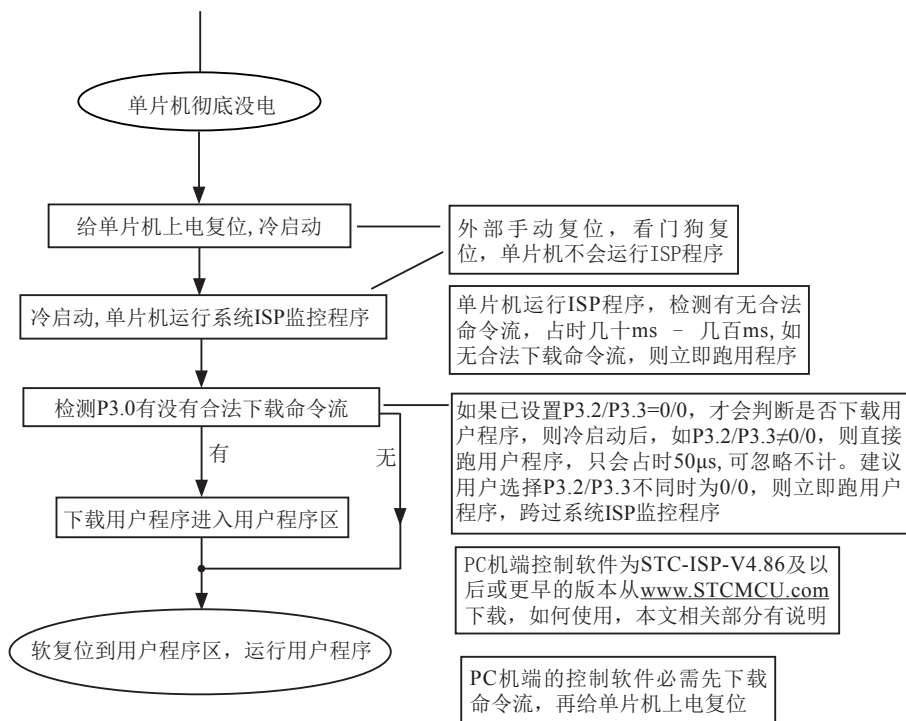 单片机彻底没电
给单片机上电复位,冷启动
外部手动复位，看门狗复
位，单片机不会运行ISP程序
冷启动,单片机运行系统ISP监控程序
单片机运行ISP程序，检测有无合法
命令流，占时几十ms – 几百ms,如
无合法下载命令流，则立即跑用程序
检测P3.0有没有合法下载命令流
如果已设置P3.2/P3.3=0/0，才会判断是否下载用
户程序，则冷启动后，如P3.2/P3.3≠0/0，则直接
跑用户程序，只会占时50μs,可忽略不计。建议
用户选择P3.2/P3.3不同时为0/0，则立即跑用户
程序，跨过系统ISP监控程序
有
无
下载用户程序进入用户程序区
PC机端控制软件为STC-ISP-V4.86及以
后或更早的版本从www.STCMCU.com
下载，如何使用，本文相关部分有说明
软复位到用户程序区，运行用户程序
PC机端的控制软件必需先下载
命令流，再给单片机上电复位